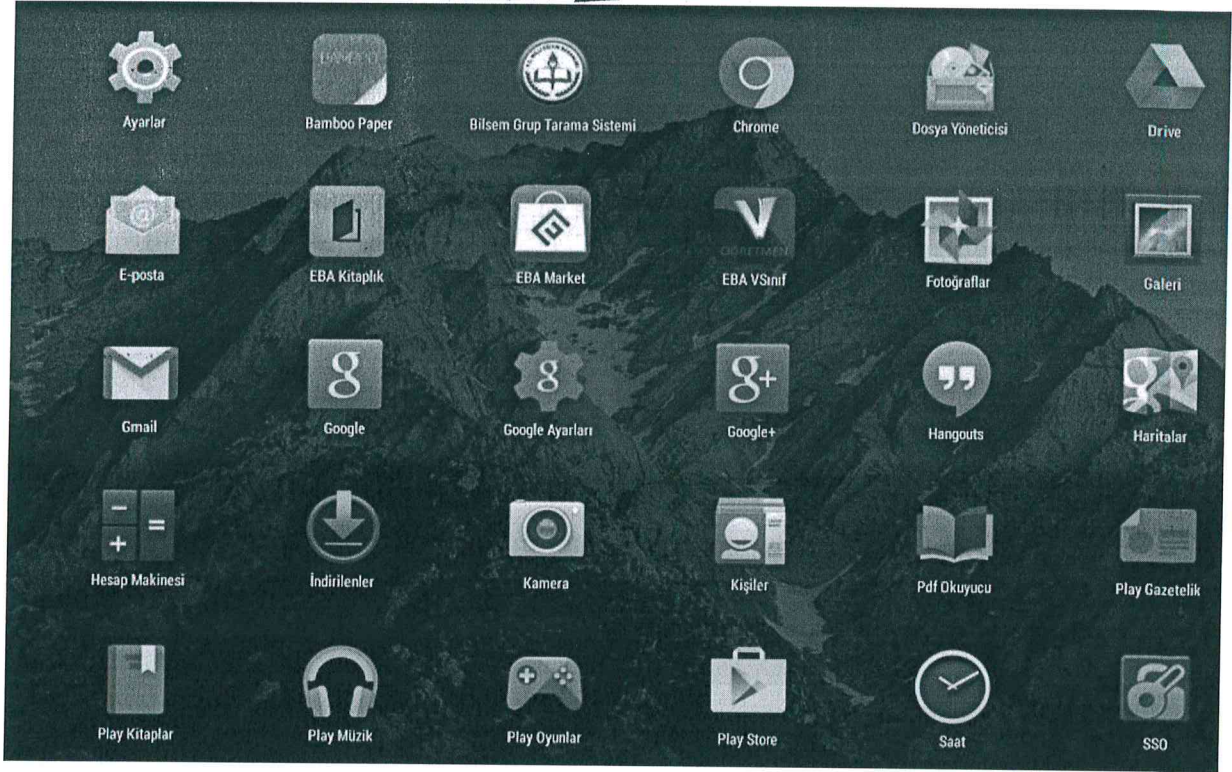 BAMBOO
Ayarlar
Bamboo Paper
Bilsem Grup Tarama Sistemi
Chrome
Dosya Yöneticisi
Drive
ÖĞRETMEN
E-posta
EBA Kitaplık
EBA Market
EBA VSınıf
Fotoğraflar
Galeri
Gmail
Google
Google Ayarları
Google+
Hangouts
Haritalar
Hesap Makinesi
İndirilenler
Kamera
Kişiler
Pdf Okuyucu
Play Gazetelik
Play Kitaplar
Play Müzik
Play Oyunlar
Play Store
Saat
SSO